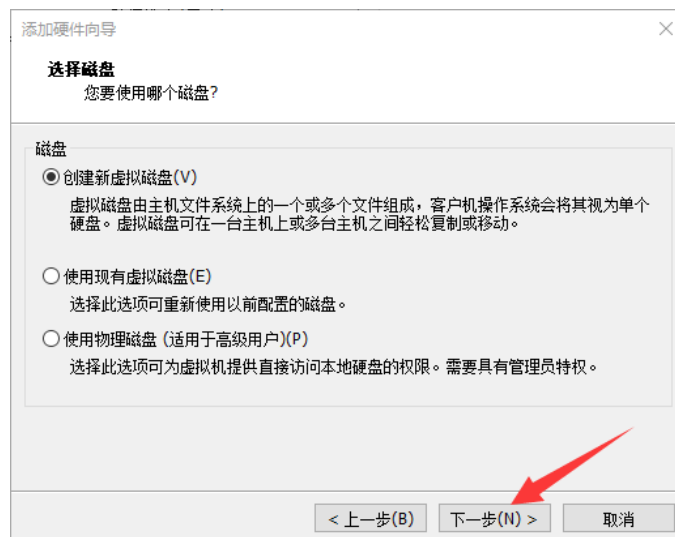 添加硬件向导
选择磁盘
您要使用哪个磁盘?
磁盘
创建新虚拟磁盘(V)
虚拟磁盘由主机文件系统上的一个或多个文件组成，客户机操作系统会将其视为单个
硬盘。虚拟磁盘可在一台主机上或多台主机之间轻松复制或移动。
使用现有虚拟磁盘(E)
选择此选项可重新使用以前配置的磁盘。
使用物理磁盘 (适用于高级用户)(P)
选择此选项可为虚拟机提供直接访问本地硬盘的权限。需要具有管理员特权。
< 上一步(B) 下一步(N) > 取消